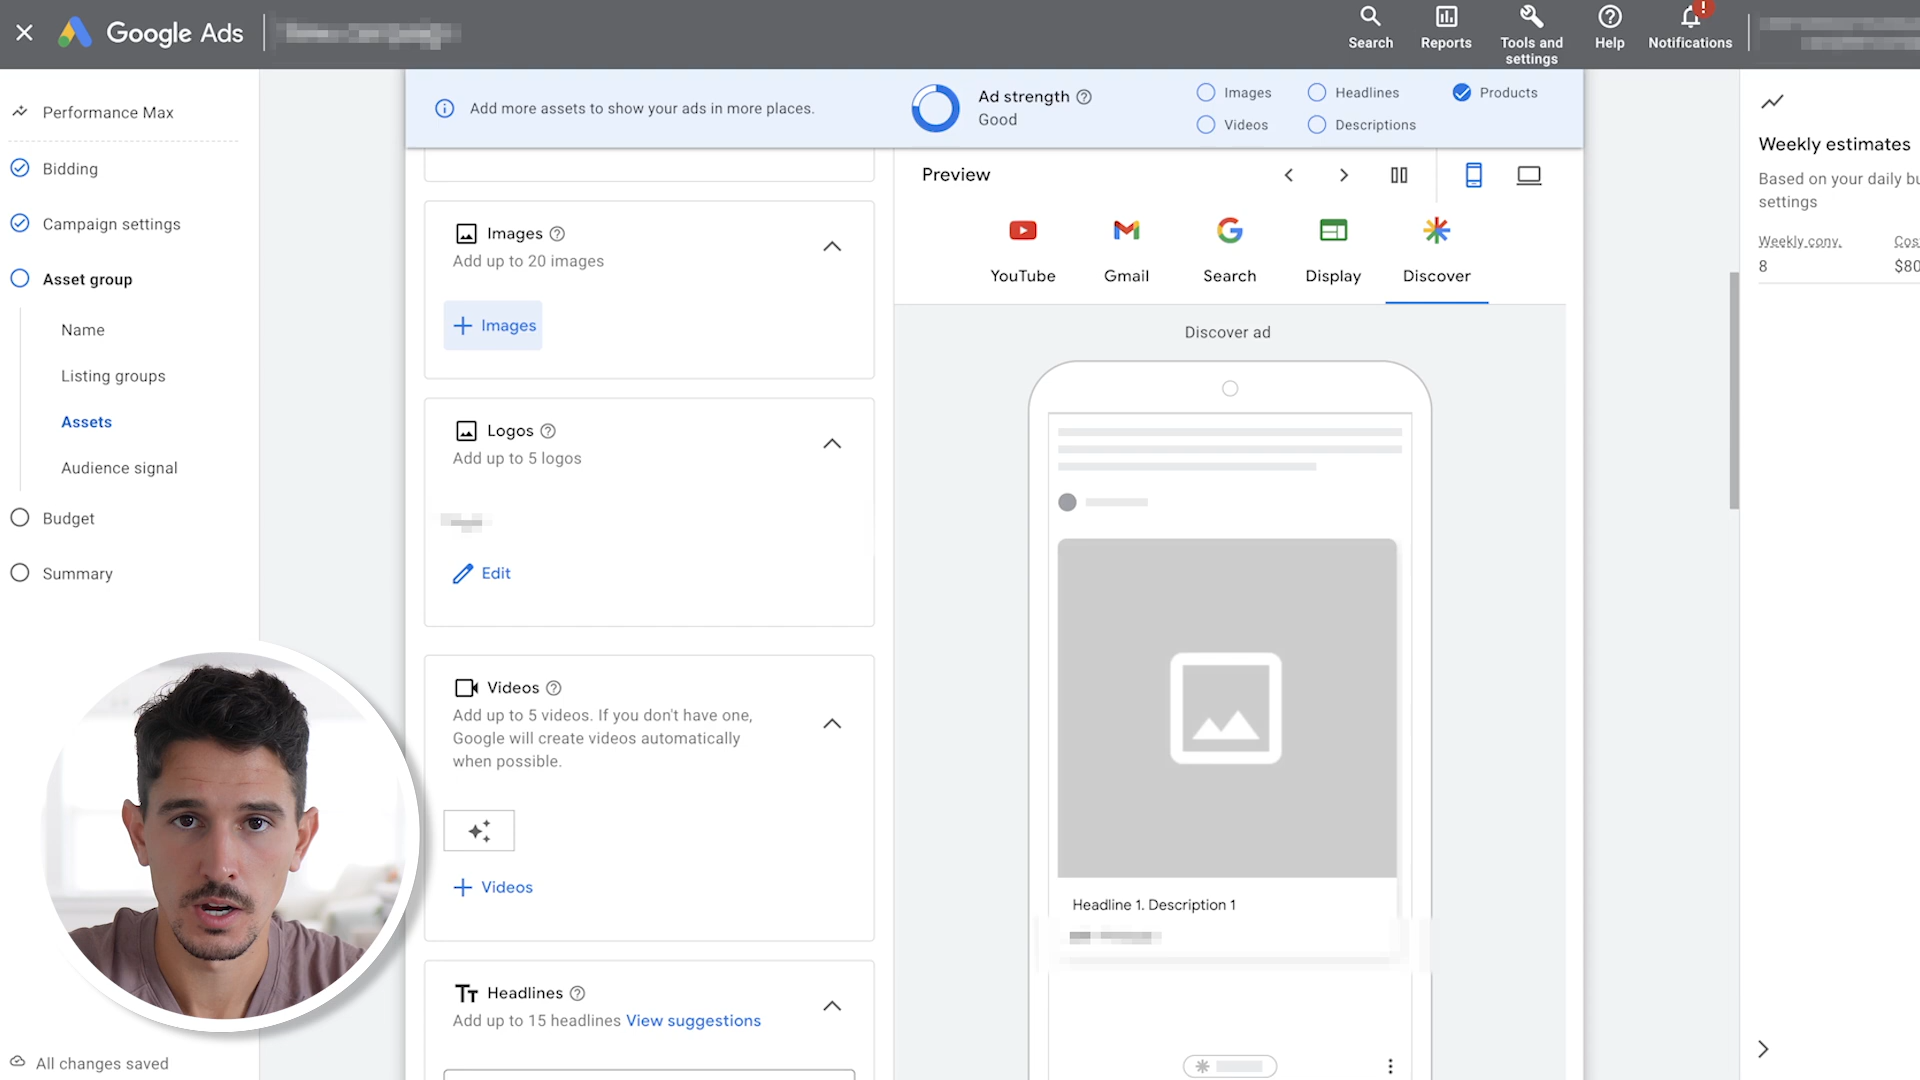 Google Ads
Search
Reports
Tools and
settings
Help
!
Notifications
Performance Max
Bidding
Campaign settings
Asset group
Name
Listing groups
Assets
Audience signal
Budget
Summary
All changes saved
Add more assets to show your ads in more places.
Ad strength
Good
Images
Headlines
Products
Videos
Descriptions
Images
Add up to 20 images
Images
Logos
Add up to 5 logos
Edit
Videos
Add up to 5 videos. If you don't have one,
Google will create videos automatically
when possible.
Videos
Headlines
Add up to 15 headlines View suggestions
Preview
YouTube
Gmail
Search
Display
Discover
Discover ad
Headline 1. Description 1
Weekly estimates
Based on your daily bu
settings
Weekly conv.
Cos
8
$80